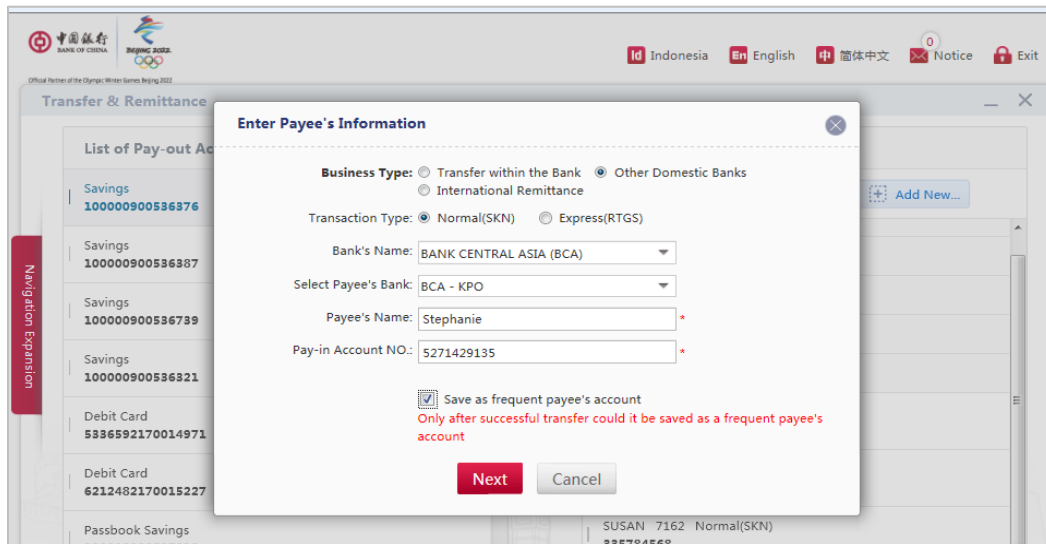 中国银行
BANK OF CHINA
BEIJING 2022
Official Partner of the Olympic Winter Games Beijing 2022
Id Indonesia En English 中 简体中文 0 Notice Exit
Transfer & Remittance
List of Pay-out Ac
Savings
100000900536376
Savings
100000900536387
Savings
100000900536739
Savings
100000900536321
Debit Card
5336592170014971
Debit Card
6212482170015227
Passbook Savings
Navigation Expansion
Add New...
Enter Payee's Information
Business Type: Transfer within the Bank Other Domestic Banks
International Remittance
Transaction Type: Normal(SKN) Express(RTGS)
Bank's Name: BANK CENTRAL ASIA (BCA)
Select Payee's Bank: BCA - KPO
Payee's Name: Stephanie *
Pay-in Account NO.: 5271429135 *
Save as frequent payee's account
Only after successful transfer could it be saved as a frequent payee's
account
Next Cancel
SUSAN 7162 Normal(SKN)
335784568